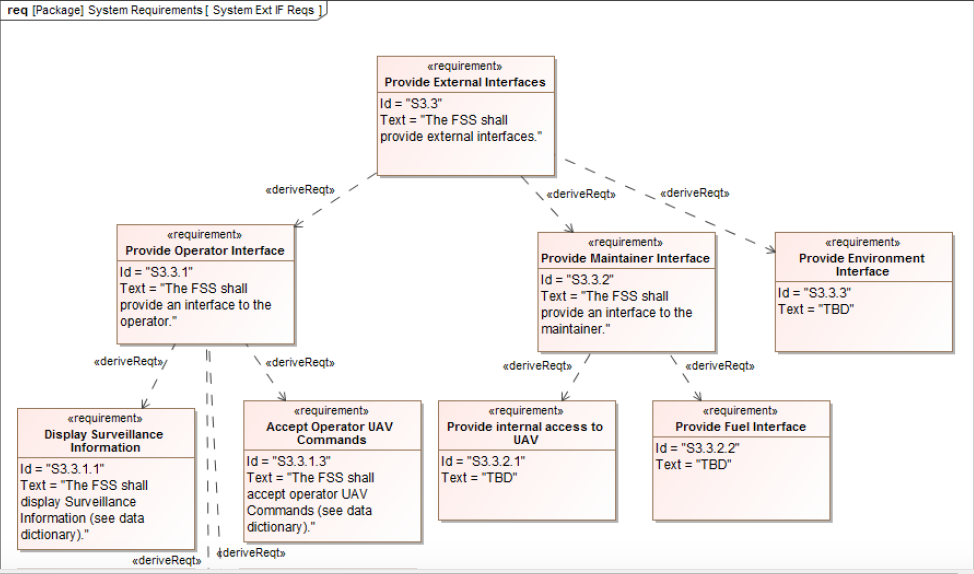 req [Package] System Requirements [ System Ext IF Reqs ]
«requirement»
Provide External Interfaces
Id = "S3.3"
Text = "The FSS shall
provide external interfaces."
«deriveReqt»
«deriveReqt»
«deriveReqt»
«requirement»
Provide Operator Interface
Id = "S3.3.1"
Text = "The FSS shall
provide an interface to the
operator."
«requirement»
Provide Maintainer Interface
Id = "S3.3.2"
Text = "The FSS shall
provide an interface to the
maintainer."
«requirement»
Provide Environment
Interface
Id = "S3.3.3"
Text = "TBD"
«deriveReqt»
«deriveReqt»
«deriveReqt»
«deriveReqt»
«requirement»
Display Surveillance
Information
Id = "S3.3.1.1"
Text = "The FSS shall
display Surveillance
Information (see data
dictionary)."
«requirement»
Accept Operator UAV
Commands
Id = "S3.3.1.3"
Text = "The FSS shall
accept operator UAV
Commands (see data
dictionary)."
«requirement»
Provide internal access to
UAV
Id = "S3.3.2.1"
Text = "TBD"
«requirement»
Provide Fuel Interface
Id = "S3.3.2.2"
Text = "TBD"
«deriveReqt»
«deriveReqt»